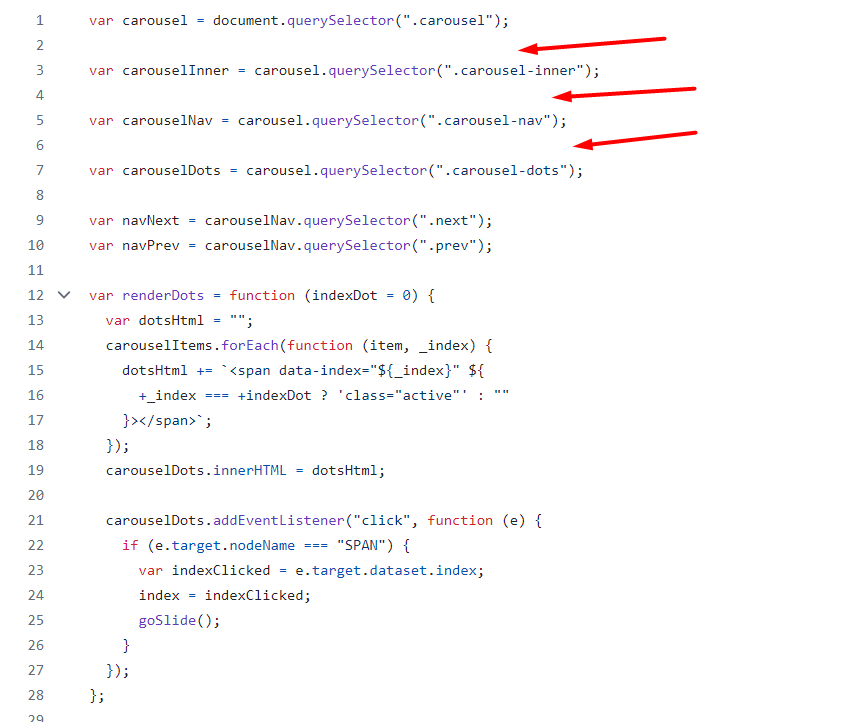 1 var carousel = document.querySelector(".carousel");
2
3 var carouselInner = carousel.querySelector(".carousel-inner");
4
5 var carouselNav = carousel.querySelector(".carousel-nav");
6
7 var carouselDots = carousel.querySelector(".carousel-dots");
8
9 var navNext = carouselNav.querySelector(".next");
10 var navPrev = carouselNav.querySelector(".prev");
11
12 var renderDots = function (indexDot = 0) {
13   var dotsHtml = "";
14   carouselItems.forEach(function (item, _index) {
15     dotsHtml += `<span data-index="${_index}" ${
16       +_index === +indexDot ? 'class="active"' : ""
17     }></span>`;
18   });
19   carouselDots.innerHTML = dotsHtml;
20
21   carouselDots.addEventListener("click", function (e) {
22     if (e.target.nodeName === "SPAN") {
23       var indexClicked = e.target.dataset.index;
24       index = indexClicked;
25       goSlide();
26     }
27   });
28 };
29